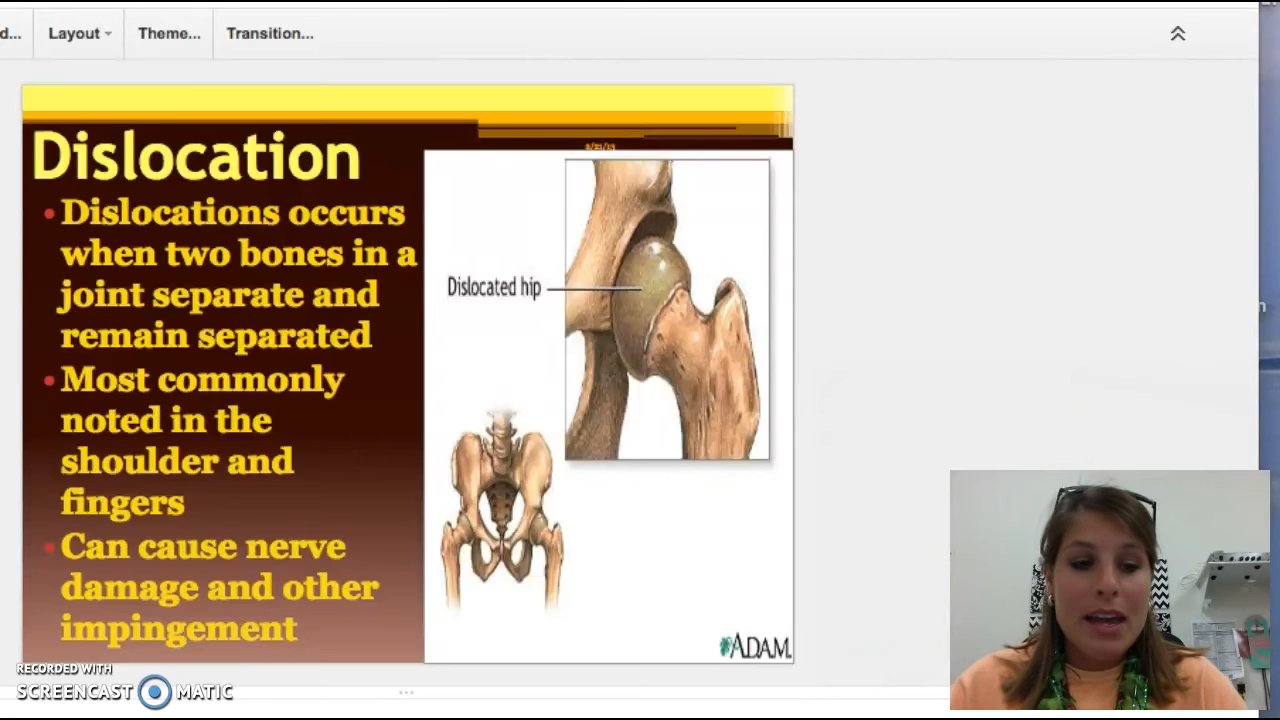 d...
Layout
Theme...
Transition...
Dislocation
• Dislocations occurs
when two bones in a
joint separate and
remain separated
• Most commonly
noted in the
shoulder and
fingers
• Can cause nerve
damage and other
impingement
Dislocated hip
ADAM.
RECORDED WITH
SCREENCAST MATIC